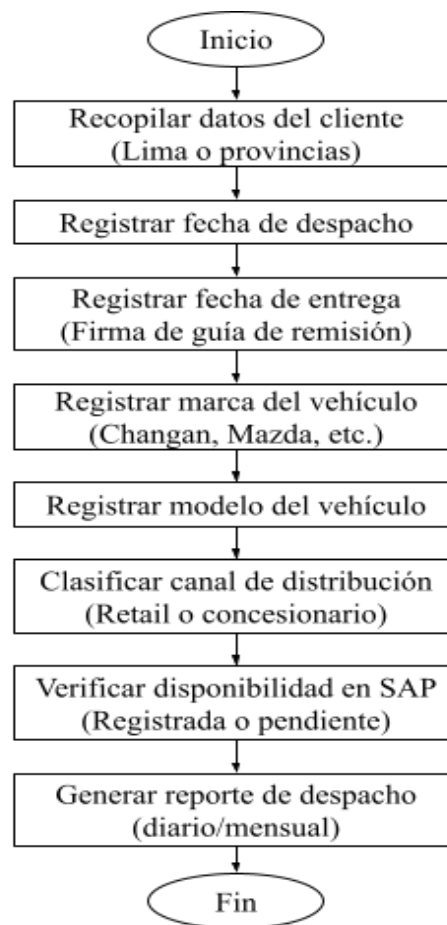 Inicio
Recopilar datos del cliente
(Lima o provincias)
Registrar fecha de despacho
Registrar fecha de entrega
(Firma de guía de remisión)
Registrar marca del vehículo
(Changan, Mazda, etc.)
Registrar modelo del vehículo
Clasificar canal de distribución
(Retail o concesionario)
Verificar disponibilidad en SAP
(Registrada o pendiente)
Generar reporte de despacho
(diario/mensual)
Fin